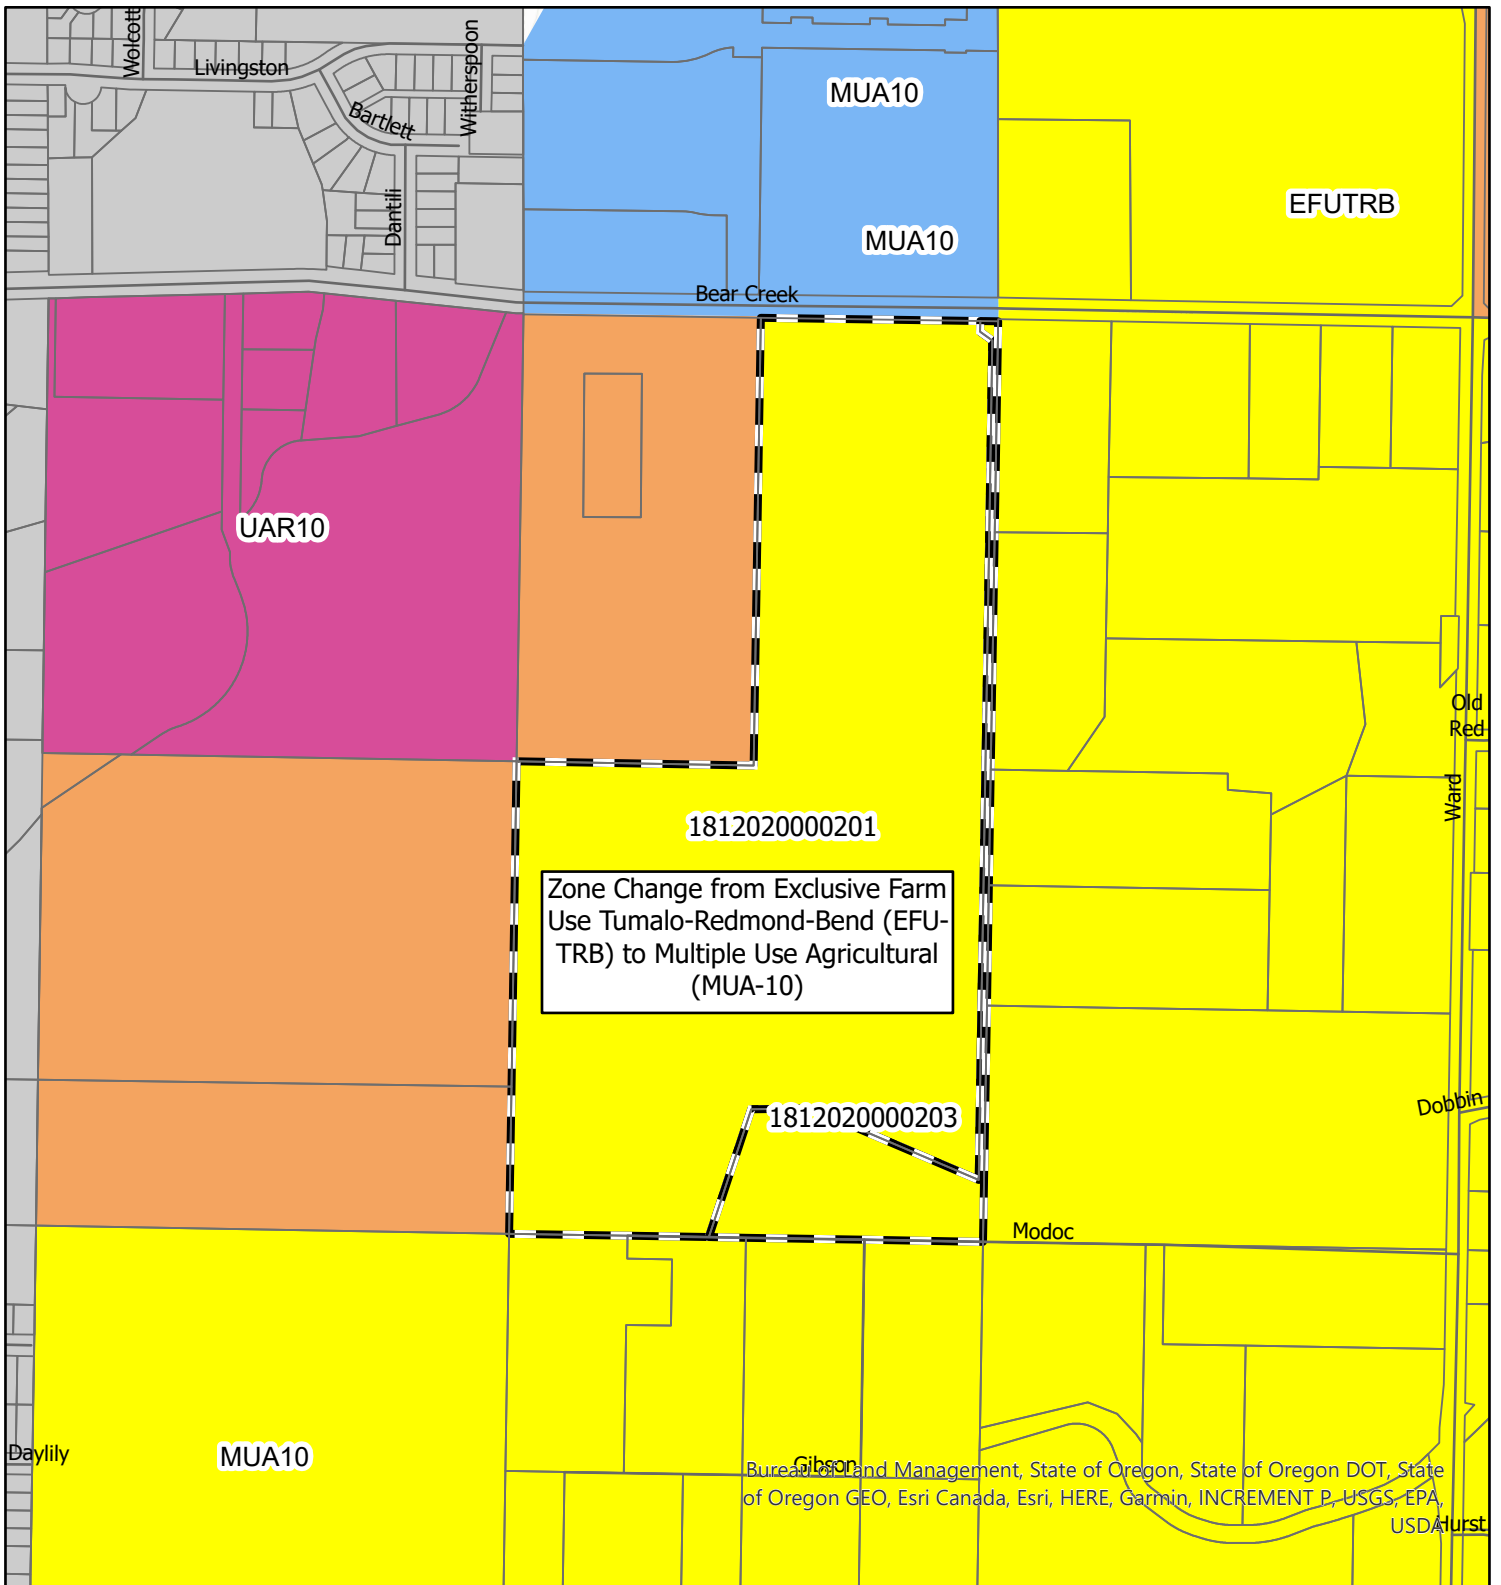 Wolcott
Livingston
Witherspoon
Bartlett
Dantili
MUA10
EFUTRB
MUA10
Bear Creek
UAR10
Old
Red
Ward
1812020000201
Zone Change from Exclusive Farm
Use Tumalo-Redmond-Bend (EFU-
TRB) to Multiple Use Agricultural
(MUA-10)
Dobbin
1812020000203
Modoc
Daylily
MUA10
Gibson
Bureau of Land Management, State of Oregon, State of Oregon DOT, State
of Oregon GEO, Esri Canada, Esri, HERE, Garmin, INCREMENT P, USGS, EPA,
USDA
Hurst